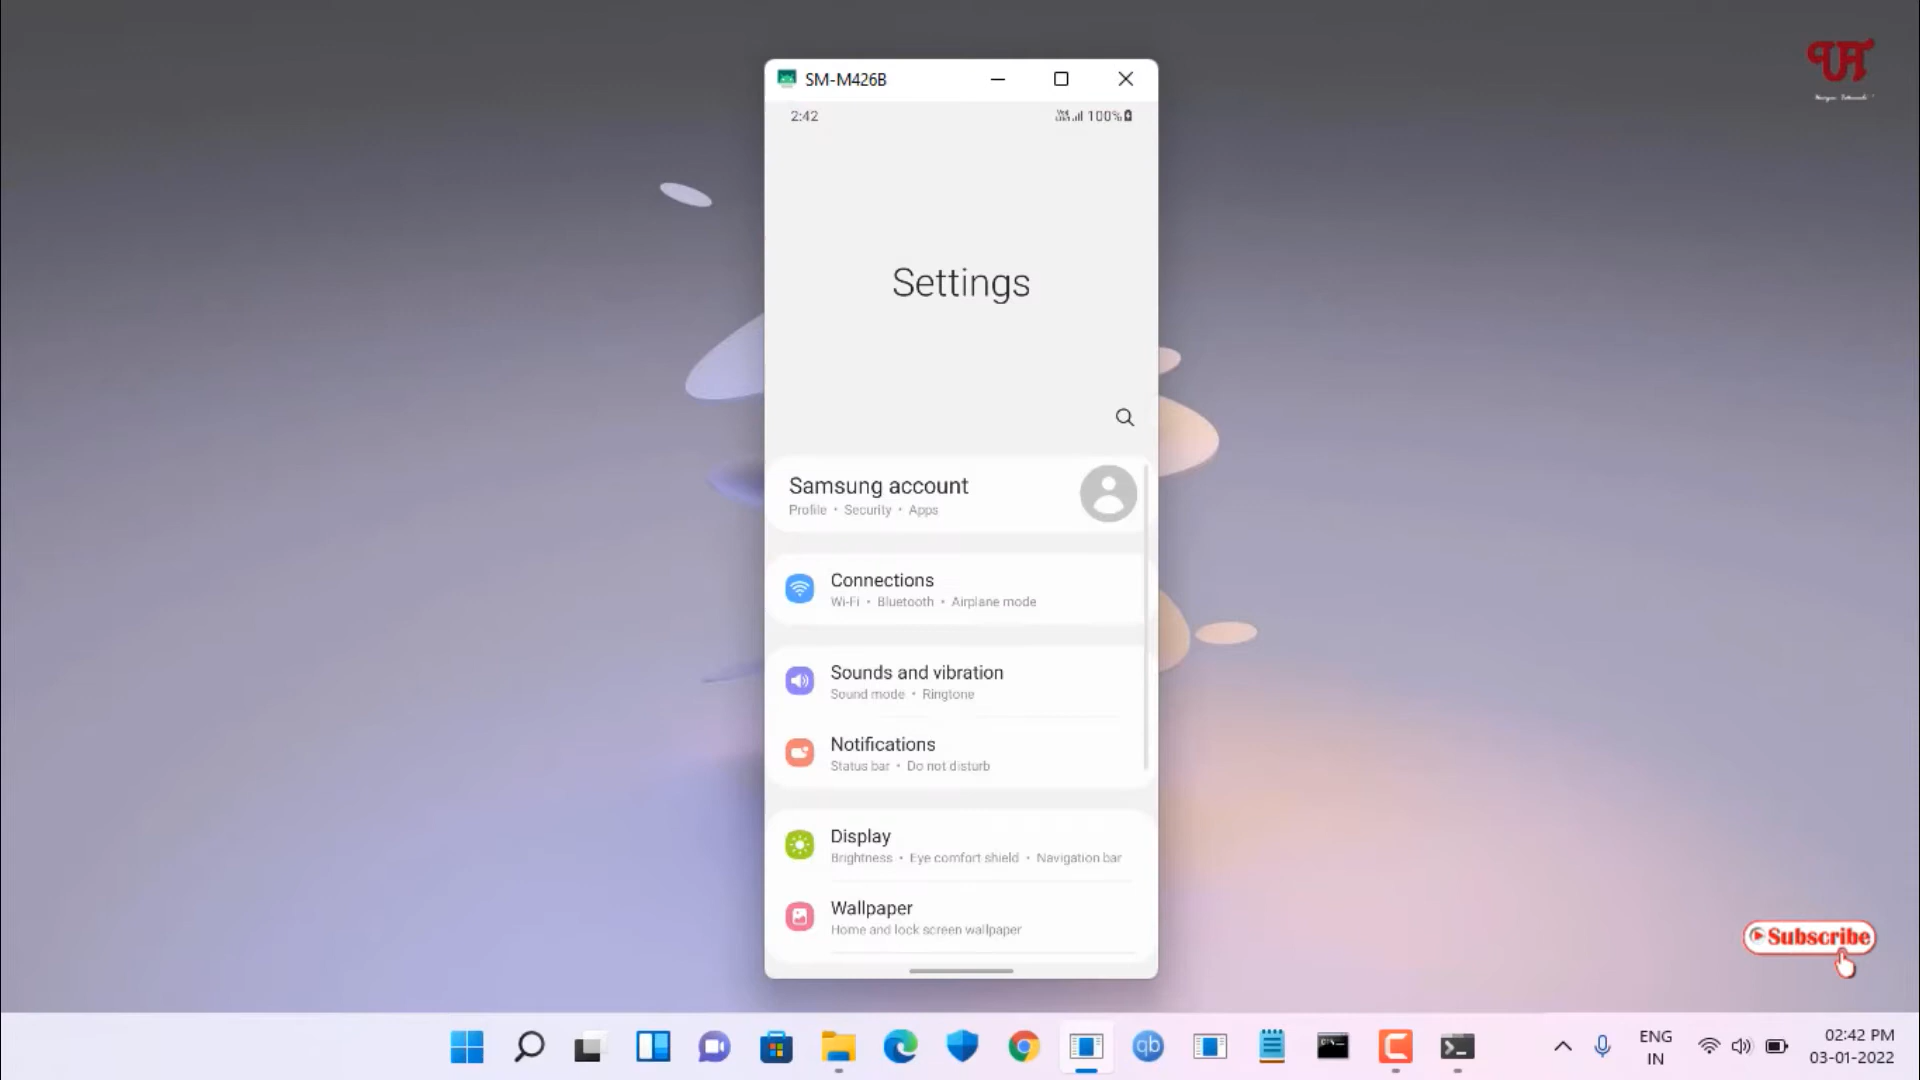 SM-M426B
2:42
100%
Settings
Samsung account
Profile • Security • Apps
Connections
Wi-Fi • Bluetooth • Airplane mode
Sounds and vibration
Sound mode • Ringtone
Notifications
Status bar • Do not disturb
Display
Brightness • Eye comfort shield • Navigation bar
Wallpaper
Home and lock screen wallpaper
Subscribe
qb
ENG
IN
02:42 PM
03-01-2022